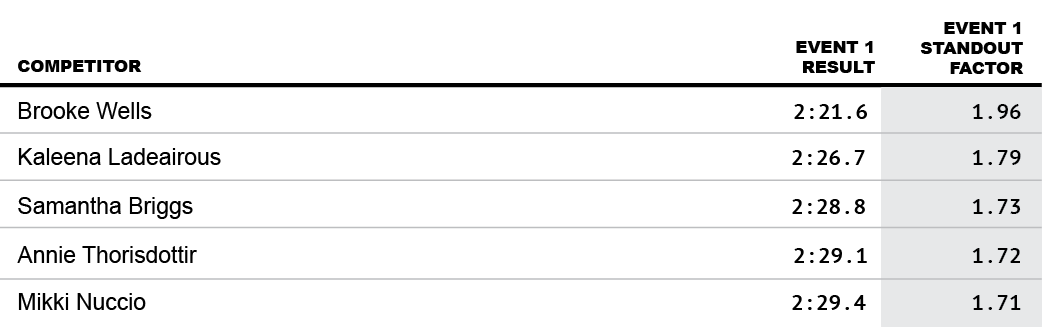 COMPETITOR EVENT 1 RESULT EVENT 1 STANDOUT FACTOR
Brooke Wells 2:21.6 1.96
Kaleena Ladeairous 2:26.7 1.79
Samantha Briggs 2:28.8 1.73
Annie Thorisdottir 2:29.1 1.72
Mikki Nuccio 2:29.4 1.71